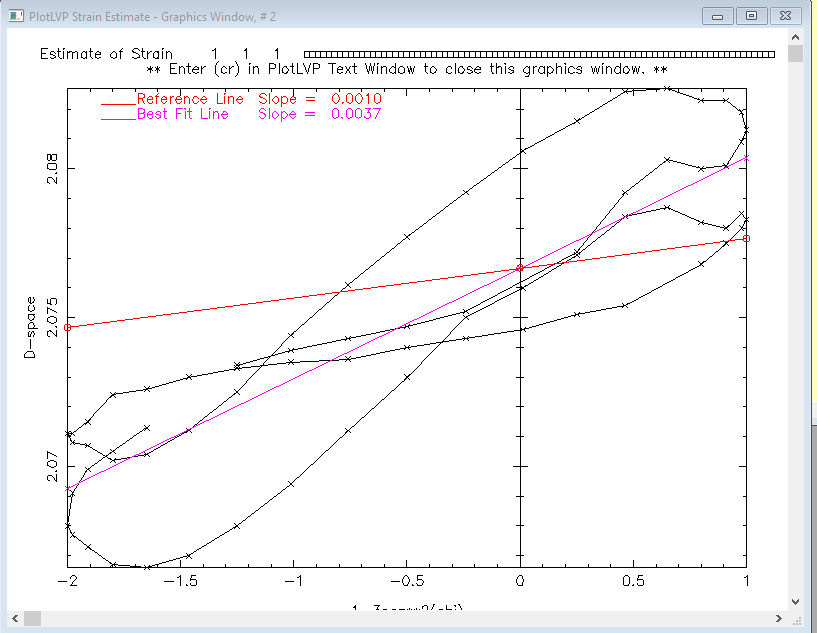 PlotLVP Strain Estimate - Graphics Window, # 2
Estimate of Strain 1 1 1
** Enter (cr) in PlotLVP Text Window to close this graphics window. **
Reference Line Slope = 0.0010
Best Fit Line Slope = 0.0037
2.08
2.075
2.07
D-space
-2 -1.5 -1 -0.5 0 0.5 1